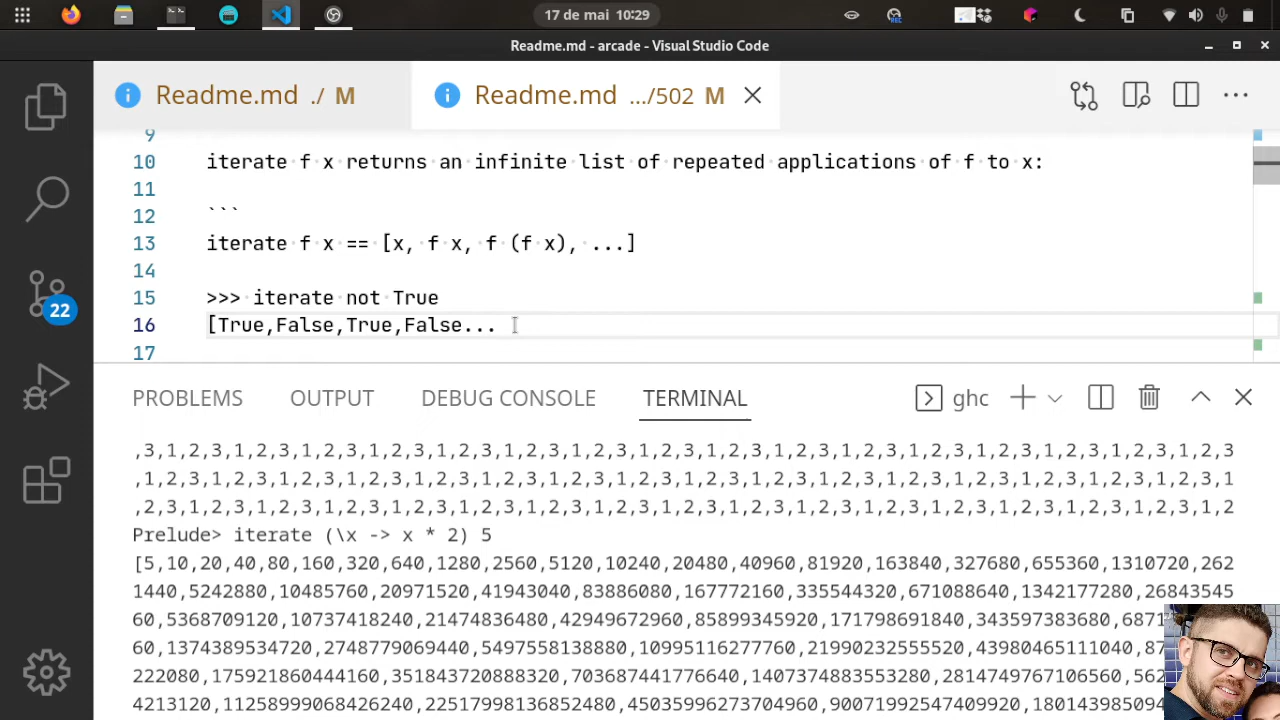 17 de mai 10:29
Readme.md - arcade - Visual Studio Code
Readme.md ./ M
Readme.md .../502 M
9
10 iterate f x returns an infinite list of repeated applications of f to x:
11
12 ```
13 iterate f x == [x, f x, f (f x), ...]
14
15 >>> iterate not True
16 [True,False,True,False...
17
22
PROBLEMS OUTPUT DEBUG CONSOLE TERMINAL ghc
,3,1,2,3,1,2,3,1,2,3,1,2,3,1,2,3,1,2,3,1,2,3,1,2,3,1,2,3,1,2,3,1,2,3,1,2,3,1,2,3,1,2,3,1,2,3,1,2,3
,1,2,3,1,2,3,1,2,3,1,2,3,1,2,3,1,2,3,1,2,3,1,2,3,1,2,3,1,2,3,1,2,3,1,2,3,1,2,3,1,2,3,1,2,3,1,2,3,1
,2,3,1,2,3,1,2,3,1,2,3,1,2,3,1,2,3,1,2,3,1,2,3,1,2,3,1,2,3,1,2,3,1,2,3,1,2,3,1,2,3,1,2,3,1,2,3,1,2
Prelude> iterate (\x -> x * 2) 5
[5,10,20,40,80,160,320,640,1280,2560,5120,10240,20480,40960,81920,163840,327680,655360,1310720,262
1440,5242880,10485760,20971520,41943040,83886080,167772160,335544320,671088640,1342177280,26843545
60,5368709120,10737418240,21474836480,42949672960,85899345920,171798691840,343597383680,687
60,1374389534720,2748779069440,5497558138880,10995116277760,21990232555520,43980465111040,87
222080,175921860444160,351843720888320,703687441776640,1407374883553280,2814749767106560,562
4213120,11258999068426240,22517998136852480,45035996273704960,90071992547409920,180143985094